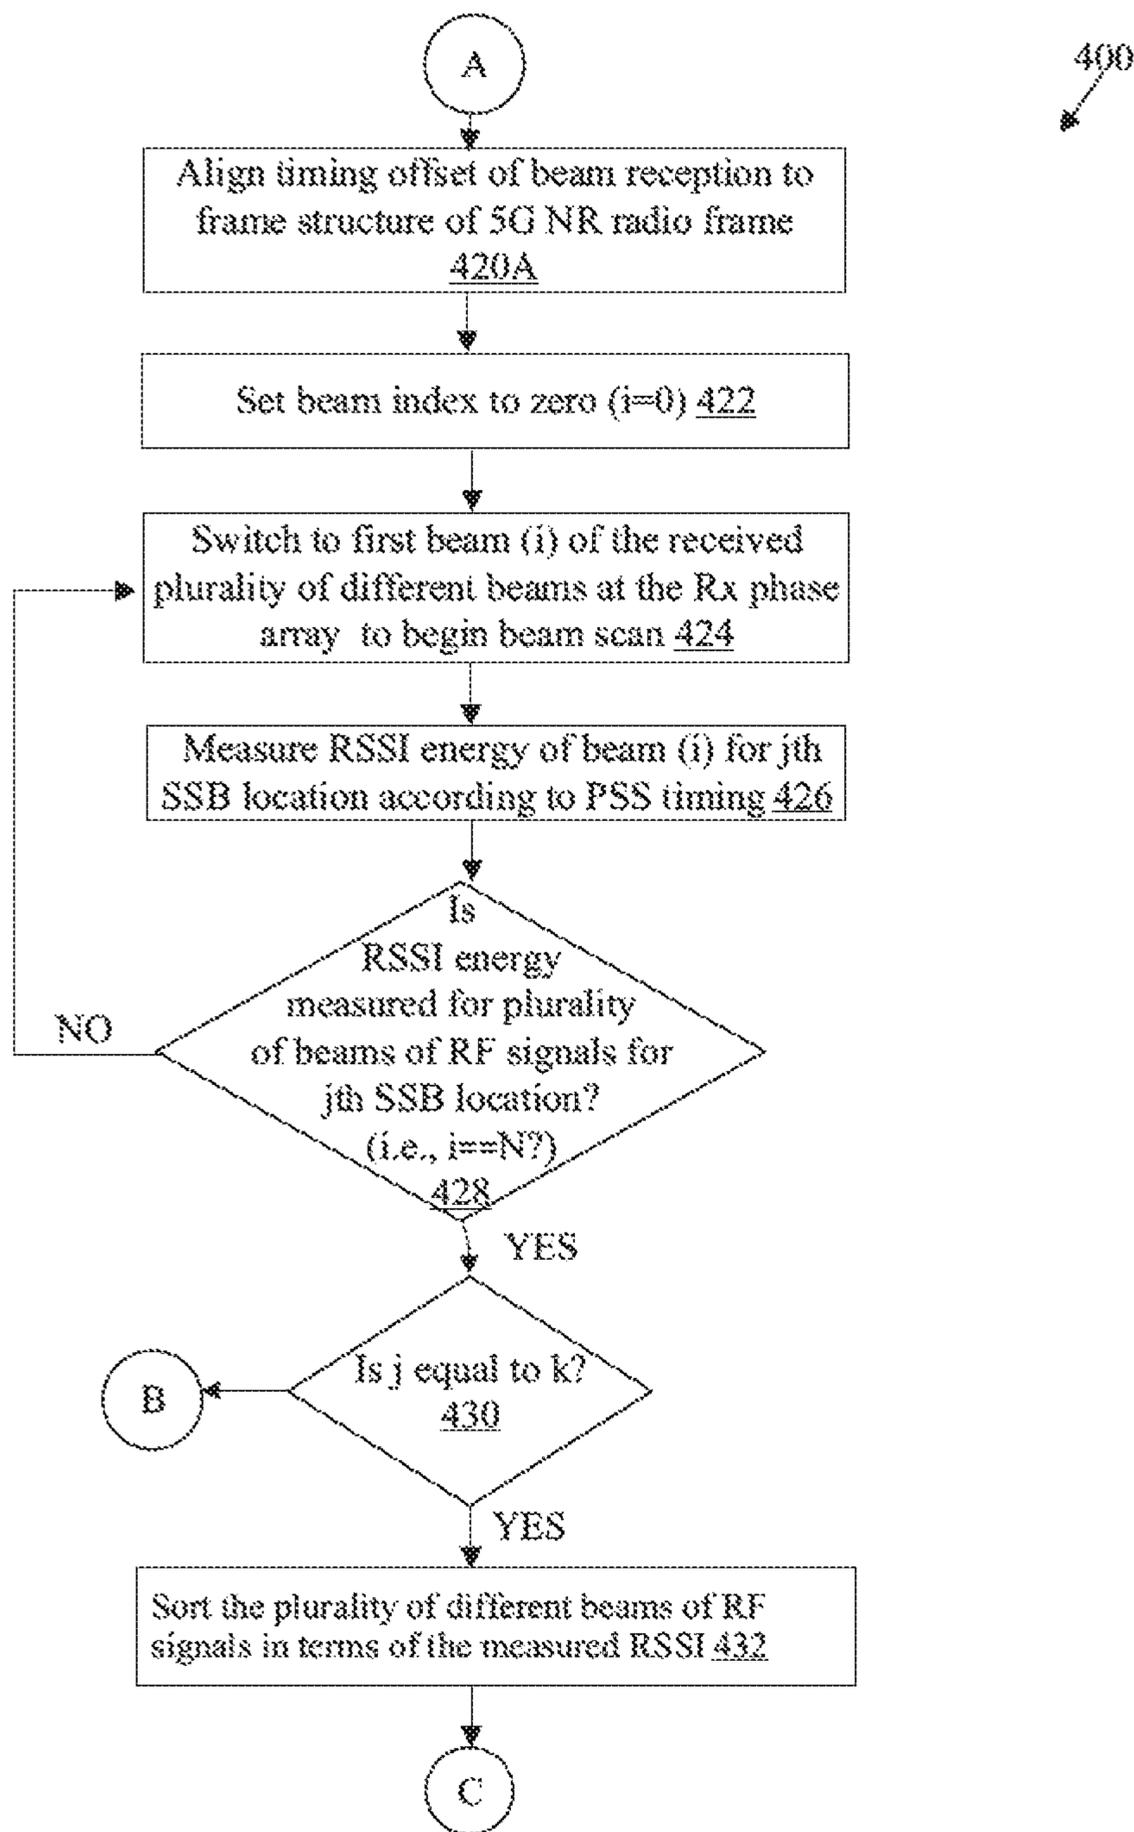 A
400
Align timing offset of beam reception to
frame structure of 5G NR radio frame
420A
Set beam index to zero (i=0) 422
Switch to first beam (i) of the received
plurality of different beams at the Rx phase
array to begin beam scan 424
Measure RSSI energy of beam (i) for jth
SSB location according to PSS timing 426
Is
RSSI energy
measured for plurality
of beams of RF signals for
jth SSB location?
(i.e., i==N?)
428
NO
YES
Is j equal to k?
430
B
YES
Sort the plurality of different beams of RF
signals in terms of the measured RSSI 432
C